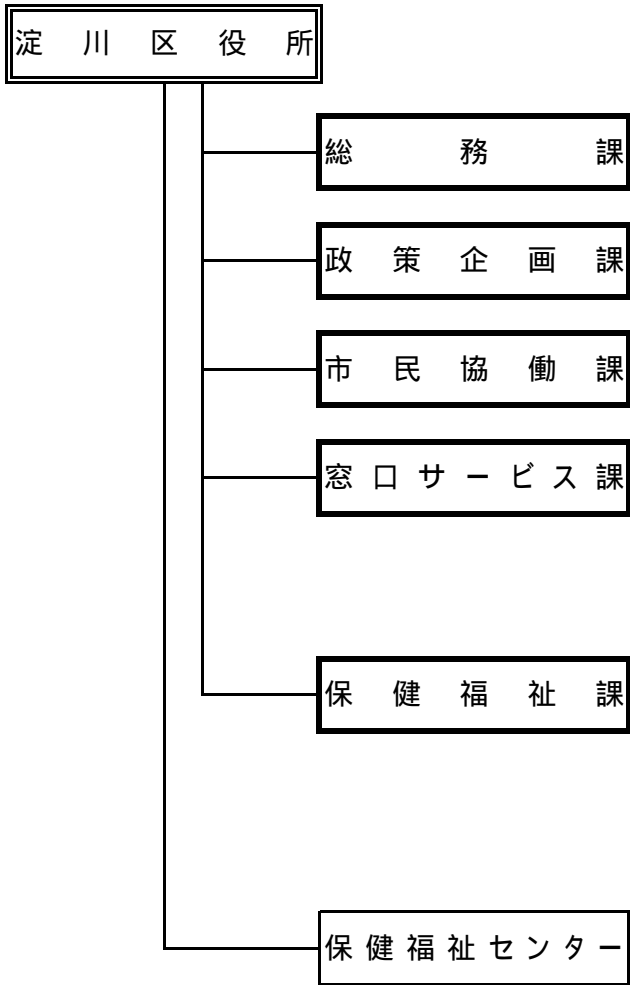 淀川区役所
総務課
政策企画課
市民協働課
窓口サービス課
保健福祉課
保健福祉センター